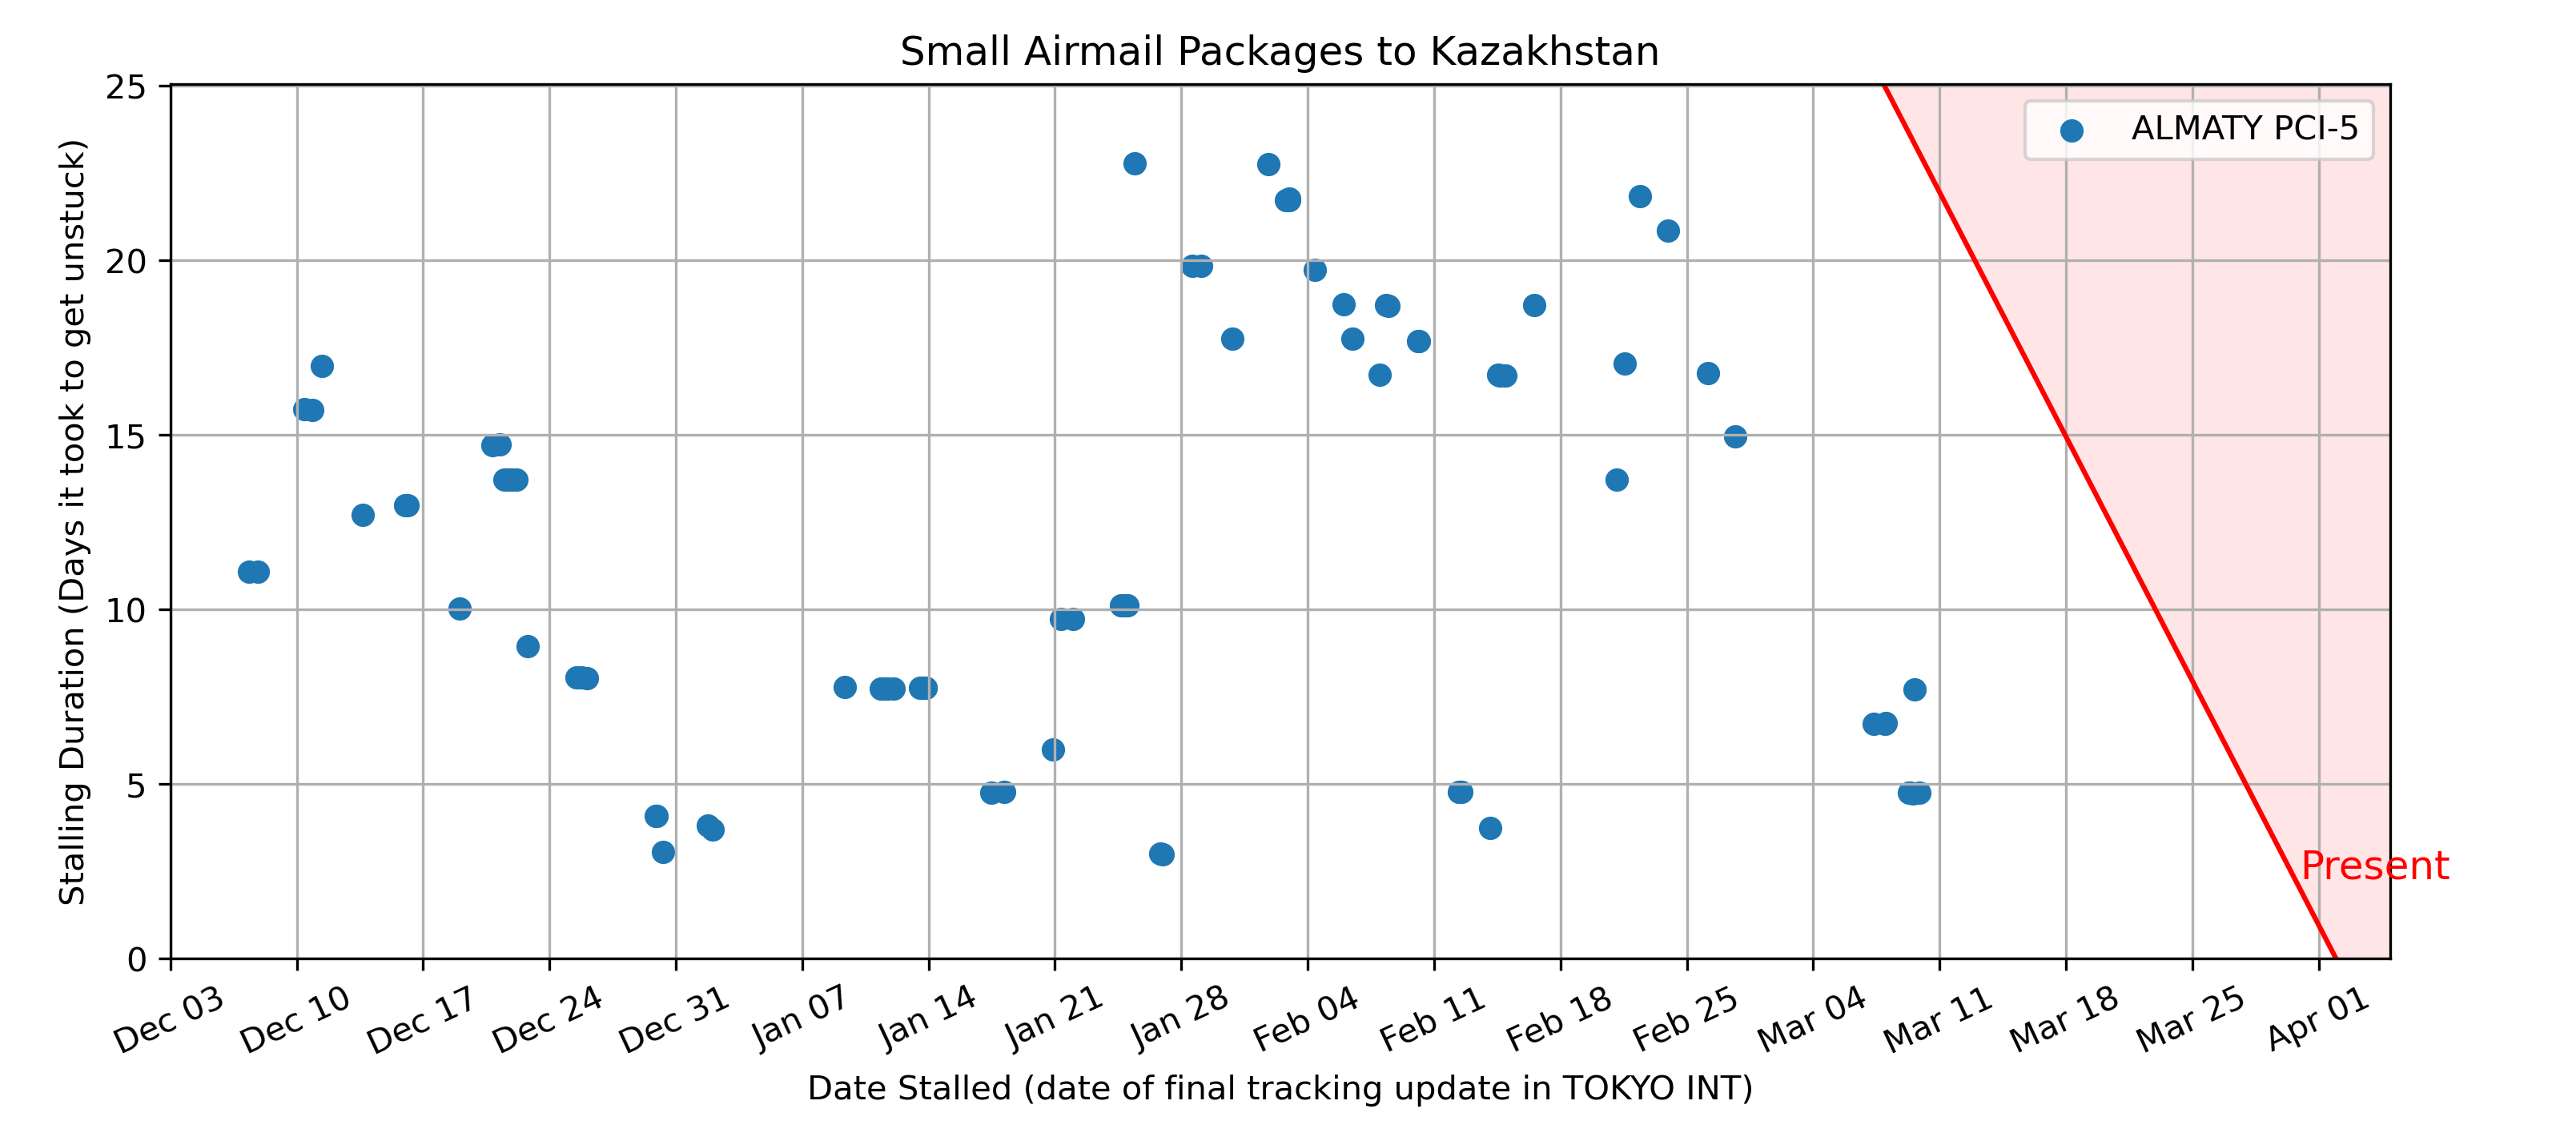 Small Airmail Packages to Kazakhstan
ALMATY PCI-5
Stalling Duration (Days it took to get unstuck)
25
20
15
10
5
0
Present
Dec 03
Dec 10
Dec 17
Dec 24
Dec 31
Jan 07
Jan 14
Jan 21
Jan 28
Feb 04
Feb 11
Feb 18
Feb 25
Mar 04
Mar 11
Mar 18
Mar 25
Apr 01
Date Stalled (date of final tracking update in TOKYO INT)